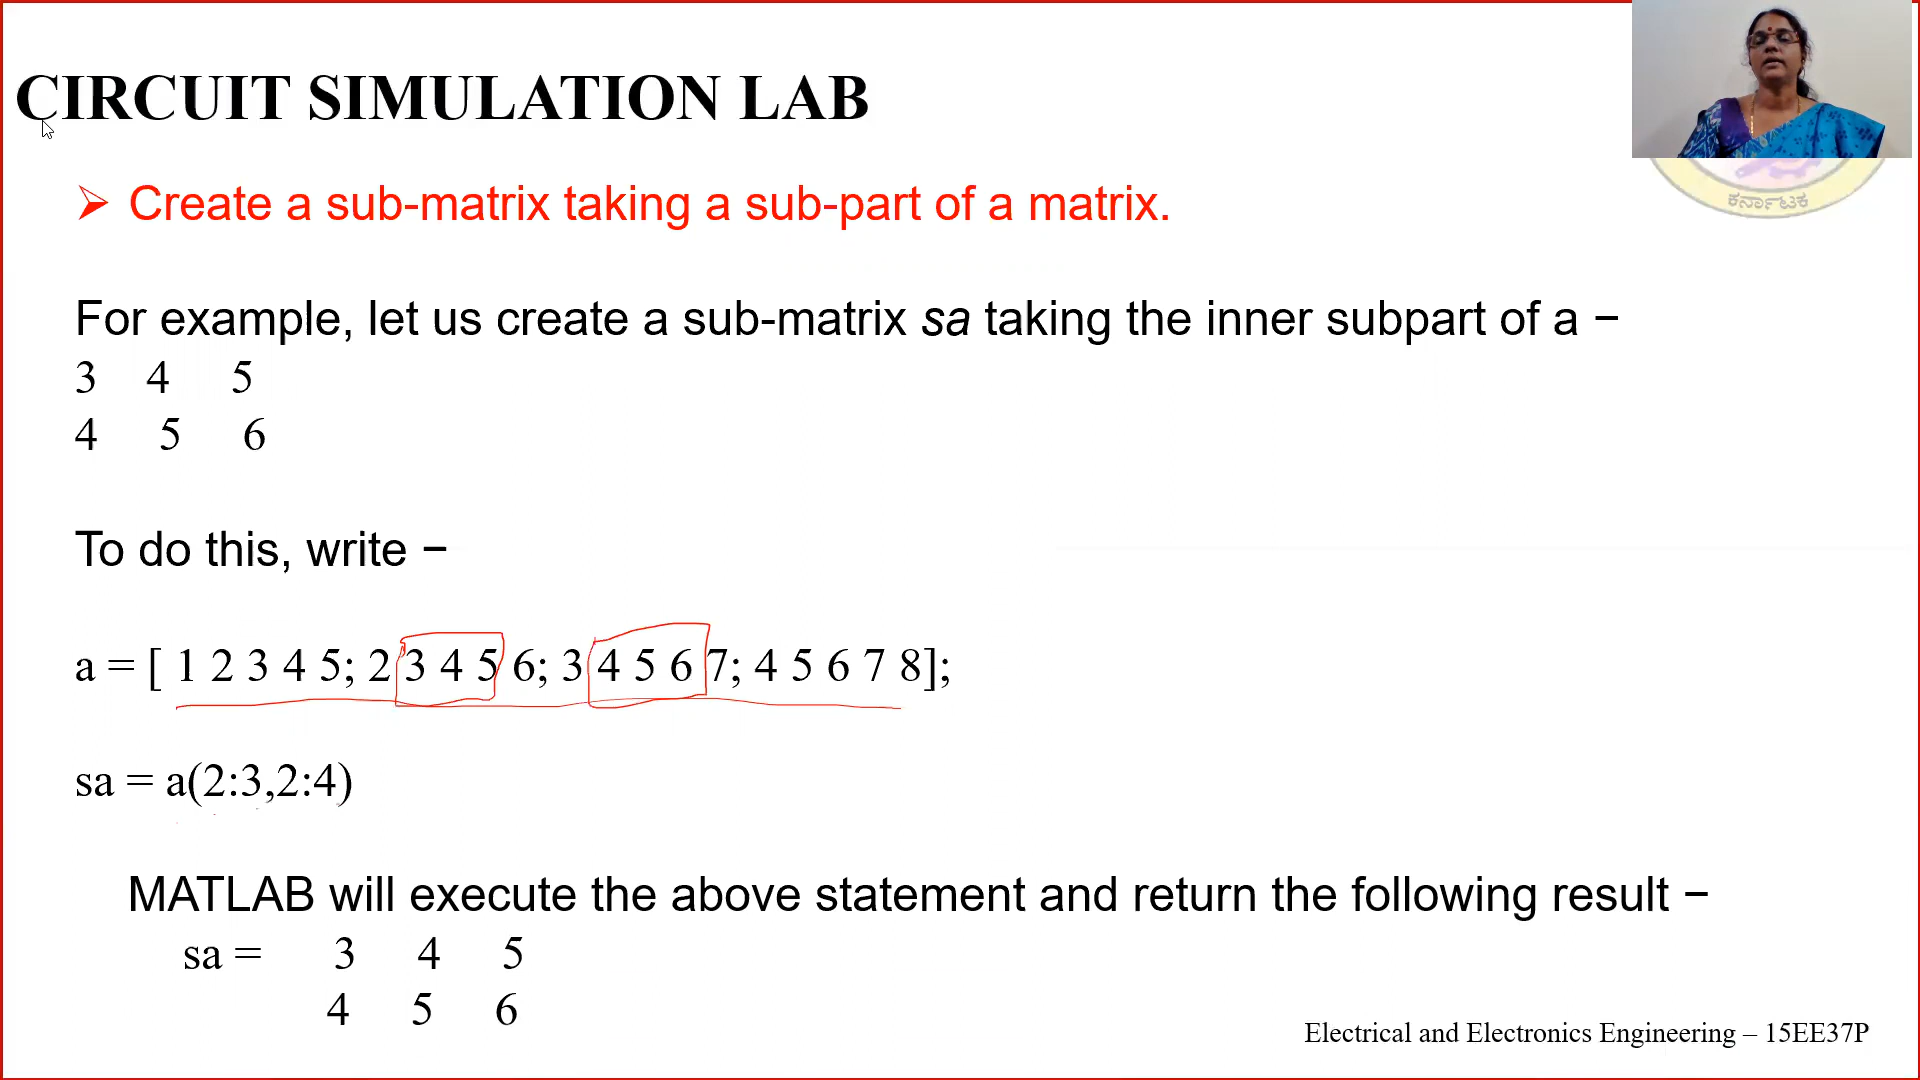 CIRCUIT SIMULATION LAB
ಕರ್ನಾಟಕ
➢ Create a sub-matrix taking a sub-part of a matrix.
For example, let us create a sub-matrix sa taking the inner subpart of a −
3 4 5
4 5 6
To do this, write −
a = [ 1 2 3 4 5; 2 3 4 5 6; 3 4 5 6 7; 4 5 6 7 8];
sa = a(2:3,2:4)
MATLAB will execute the above statement and return the following result −
sa = 3 4 5
4 5 6
Electrical and Electronics Engineering – 15EE37P